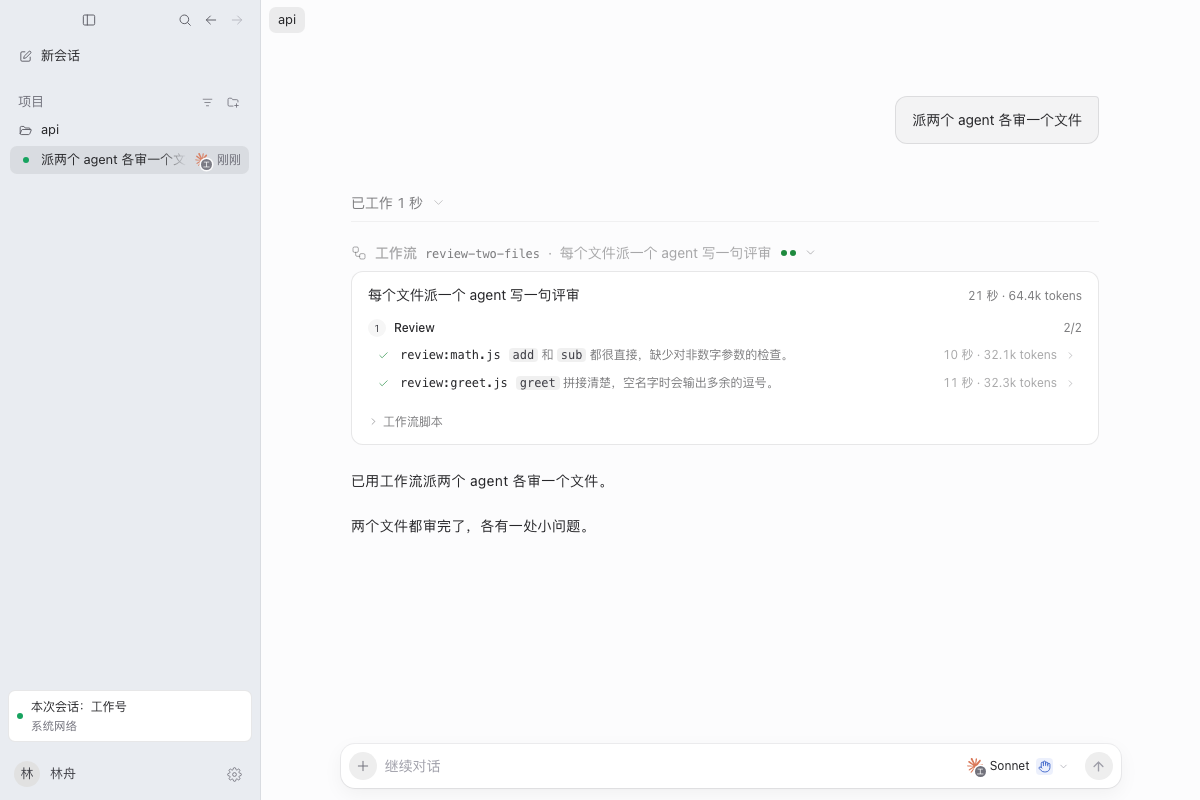 新会话
项目
api
派两个 agent 各审一个文
工
刚刚
本次会话：工作号
系统网络
林
林舟
api
派两个 agent 各审一个文件
已工作 1 秒
工作流 review-two-files · 每个文件派一个 agent 写一句评审
每个文件派一个 agent 写一句评审 21 秒 · 64.4k tokens
1 Review 2/2
review:math.js add 和 sub 都很直接，缺少对非数字参数的检查。 10 秒 · 32.1k tokens
review:greet.js greet 拼接清楚，空名字时会输出多余的逗号。 11 秒 · 32.3k tokens
工作流脚本
已用工作流派两个 agent 各审一个文件。
两个文件都审完了，各有一处小问题。
继续对话
工 Sonnet